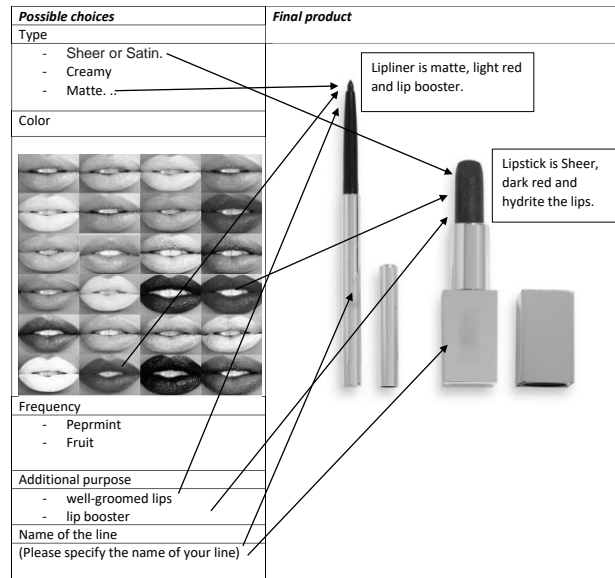 Possible choices
Final product
Type
- Sheer or Satin.
- Creamy
- Matte. ..
Lipliner is matte, light red
and lip booster.
Color
Lipstick is Sheer,
dark red and
hydrite the lips.
Frequency
- Peprmint
- Fruit
Additional purpose
- well-groomed lips
- lip booster
Name of the line
(Please specify the name of your line)